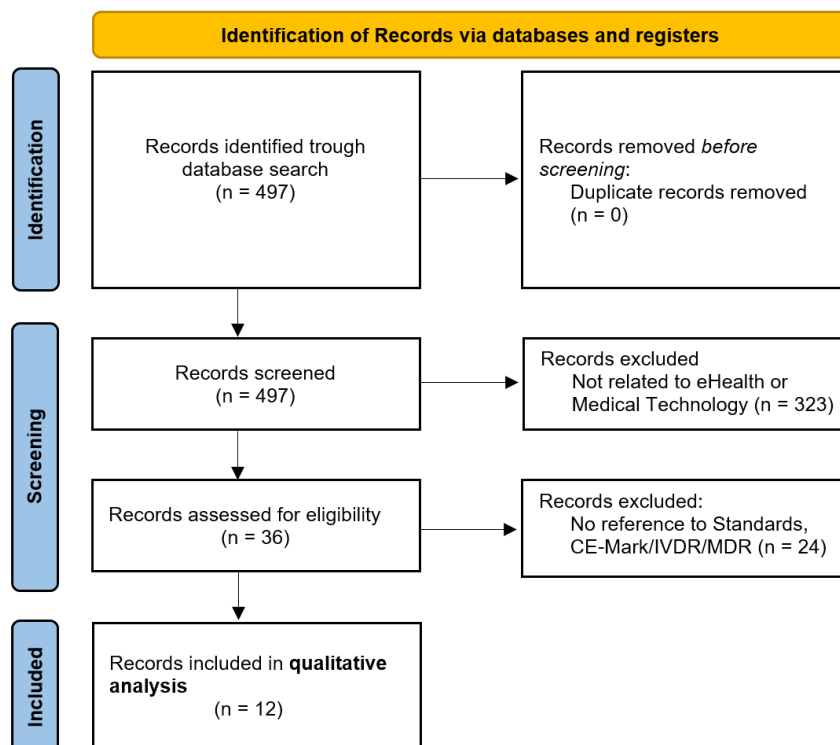 Identification of Records via databases and registers
Identification
Records identified trough
database search
(n = 497)
Records removed before
screening:
Duplicate records removed
(n = 0)
Screening
Records screened
(n = 497)
Records excluded
Not related to eHealth or
Medical Technology (n = 323)
Records assessed for eligibility
(n = 36)
Records excluded:
No reference to Standards,
CE-Mark/IVDR/MDR (n = 24)
Included
Records included in qualitative
analysis
(n = 12)